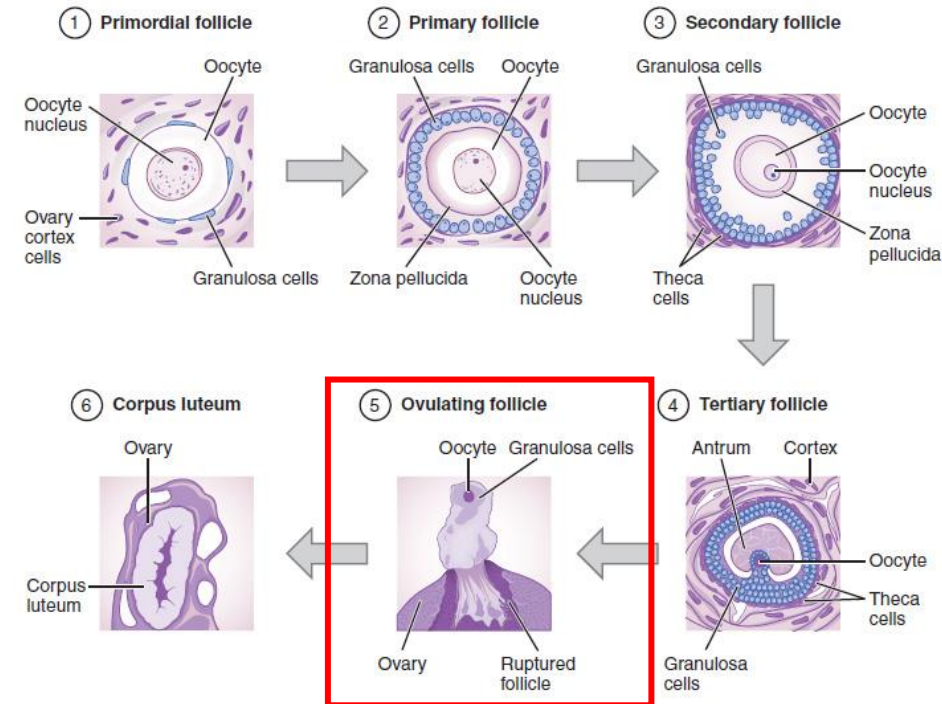 1 Primordial follicle
Oocyte
Oocyte
nucleus
Ovary
cortex
cells
Granulosa cells
2 Primary follicle
Granulosa cells
Oocyte
Zona pellucida
Oocyte
nucleus
3 Secondary follicle
Granulosa cells
Oocyte
Oocyte
nucleus
Zona
pellucida
Theca
cells
4 Tertiary follicle
Antrum
Cortex
Oocyte
Theca
cells
Granulosa
cells
5 Ovulating follicle
Oocyte
Granulosa cells
Ovary
Ruptured
follicle
6 Corpus luteum
Ovary
Corpus
luteum